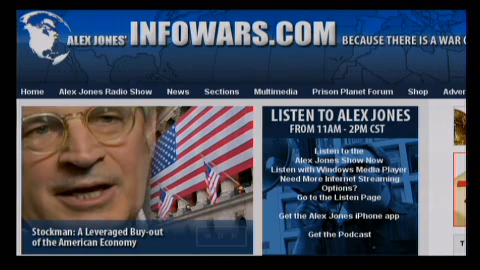 ALEX JONES' INFOWARS.COM BECAUSE THERE IS A WAR
Home Alex Jones Radio Show News Sections Multimedia Prison Planet Forum Shop
LISTEN TO ALEX JONES
FROM 11AM - 2PM CST
Listen to the
Alex Jones Show Now
Listen with Windows Media Player
Need More Internet Streaming
Options?
Go to the Listen Page
Get the Alex Jones iPhone app
Get the Podcast
Stockman: A Leveraged Buy-out
of the American Economy